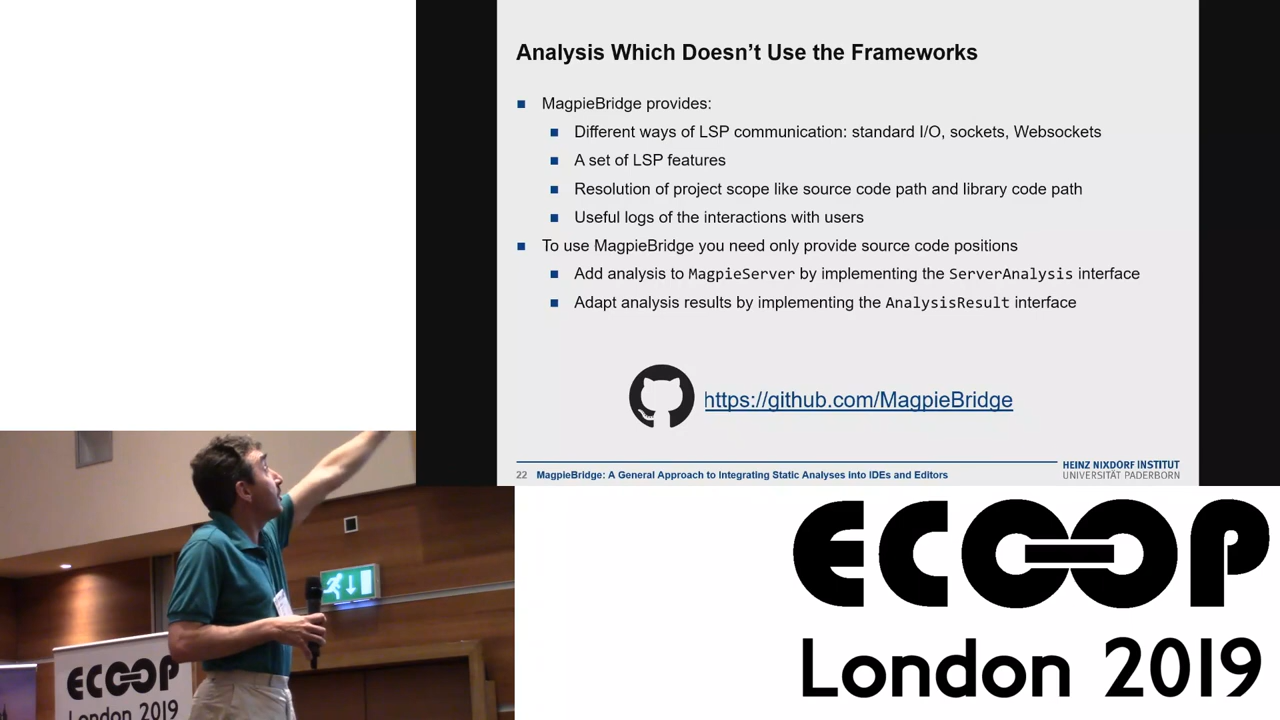 Analysis Which Doesn't Use the Frameworks
MagpieBridge provides:
Different ways of LSP communication: standard I/O, sockets, Websockets
A set of LSP features
Resolution of project scope like source code path and library code path
Useful logs of the interactions with users
To use MagpieBridge you need only provide source code positions
Add analysis to MagpieServer by implementing the ServerAnalysis interface
Adapt analysis results by implementing the AnalysisResult interface
https://github.com/MagpieBridge
22 MagpieBridge: A General Approach to Integrating Static Analyses into IDEs and Editors
HEINZ NIXDORF INSTITUT
UNIVERSITÄT PADERBORN
ECOOP
London 2019
ECOOP
London 2019